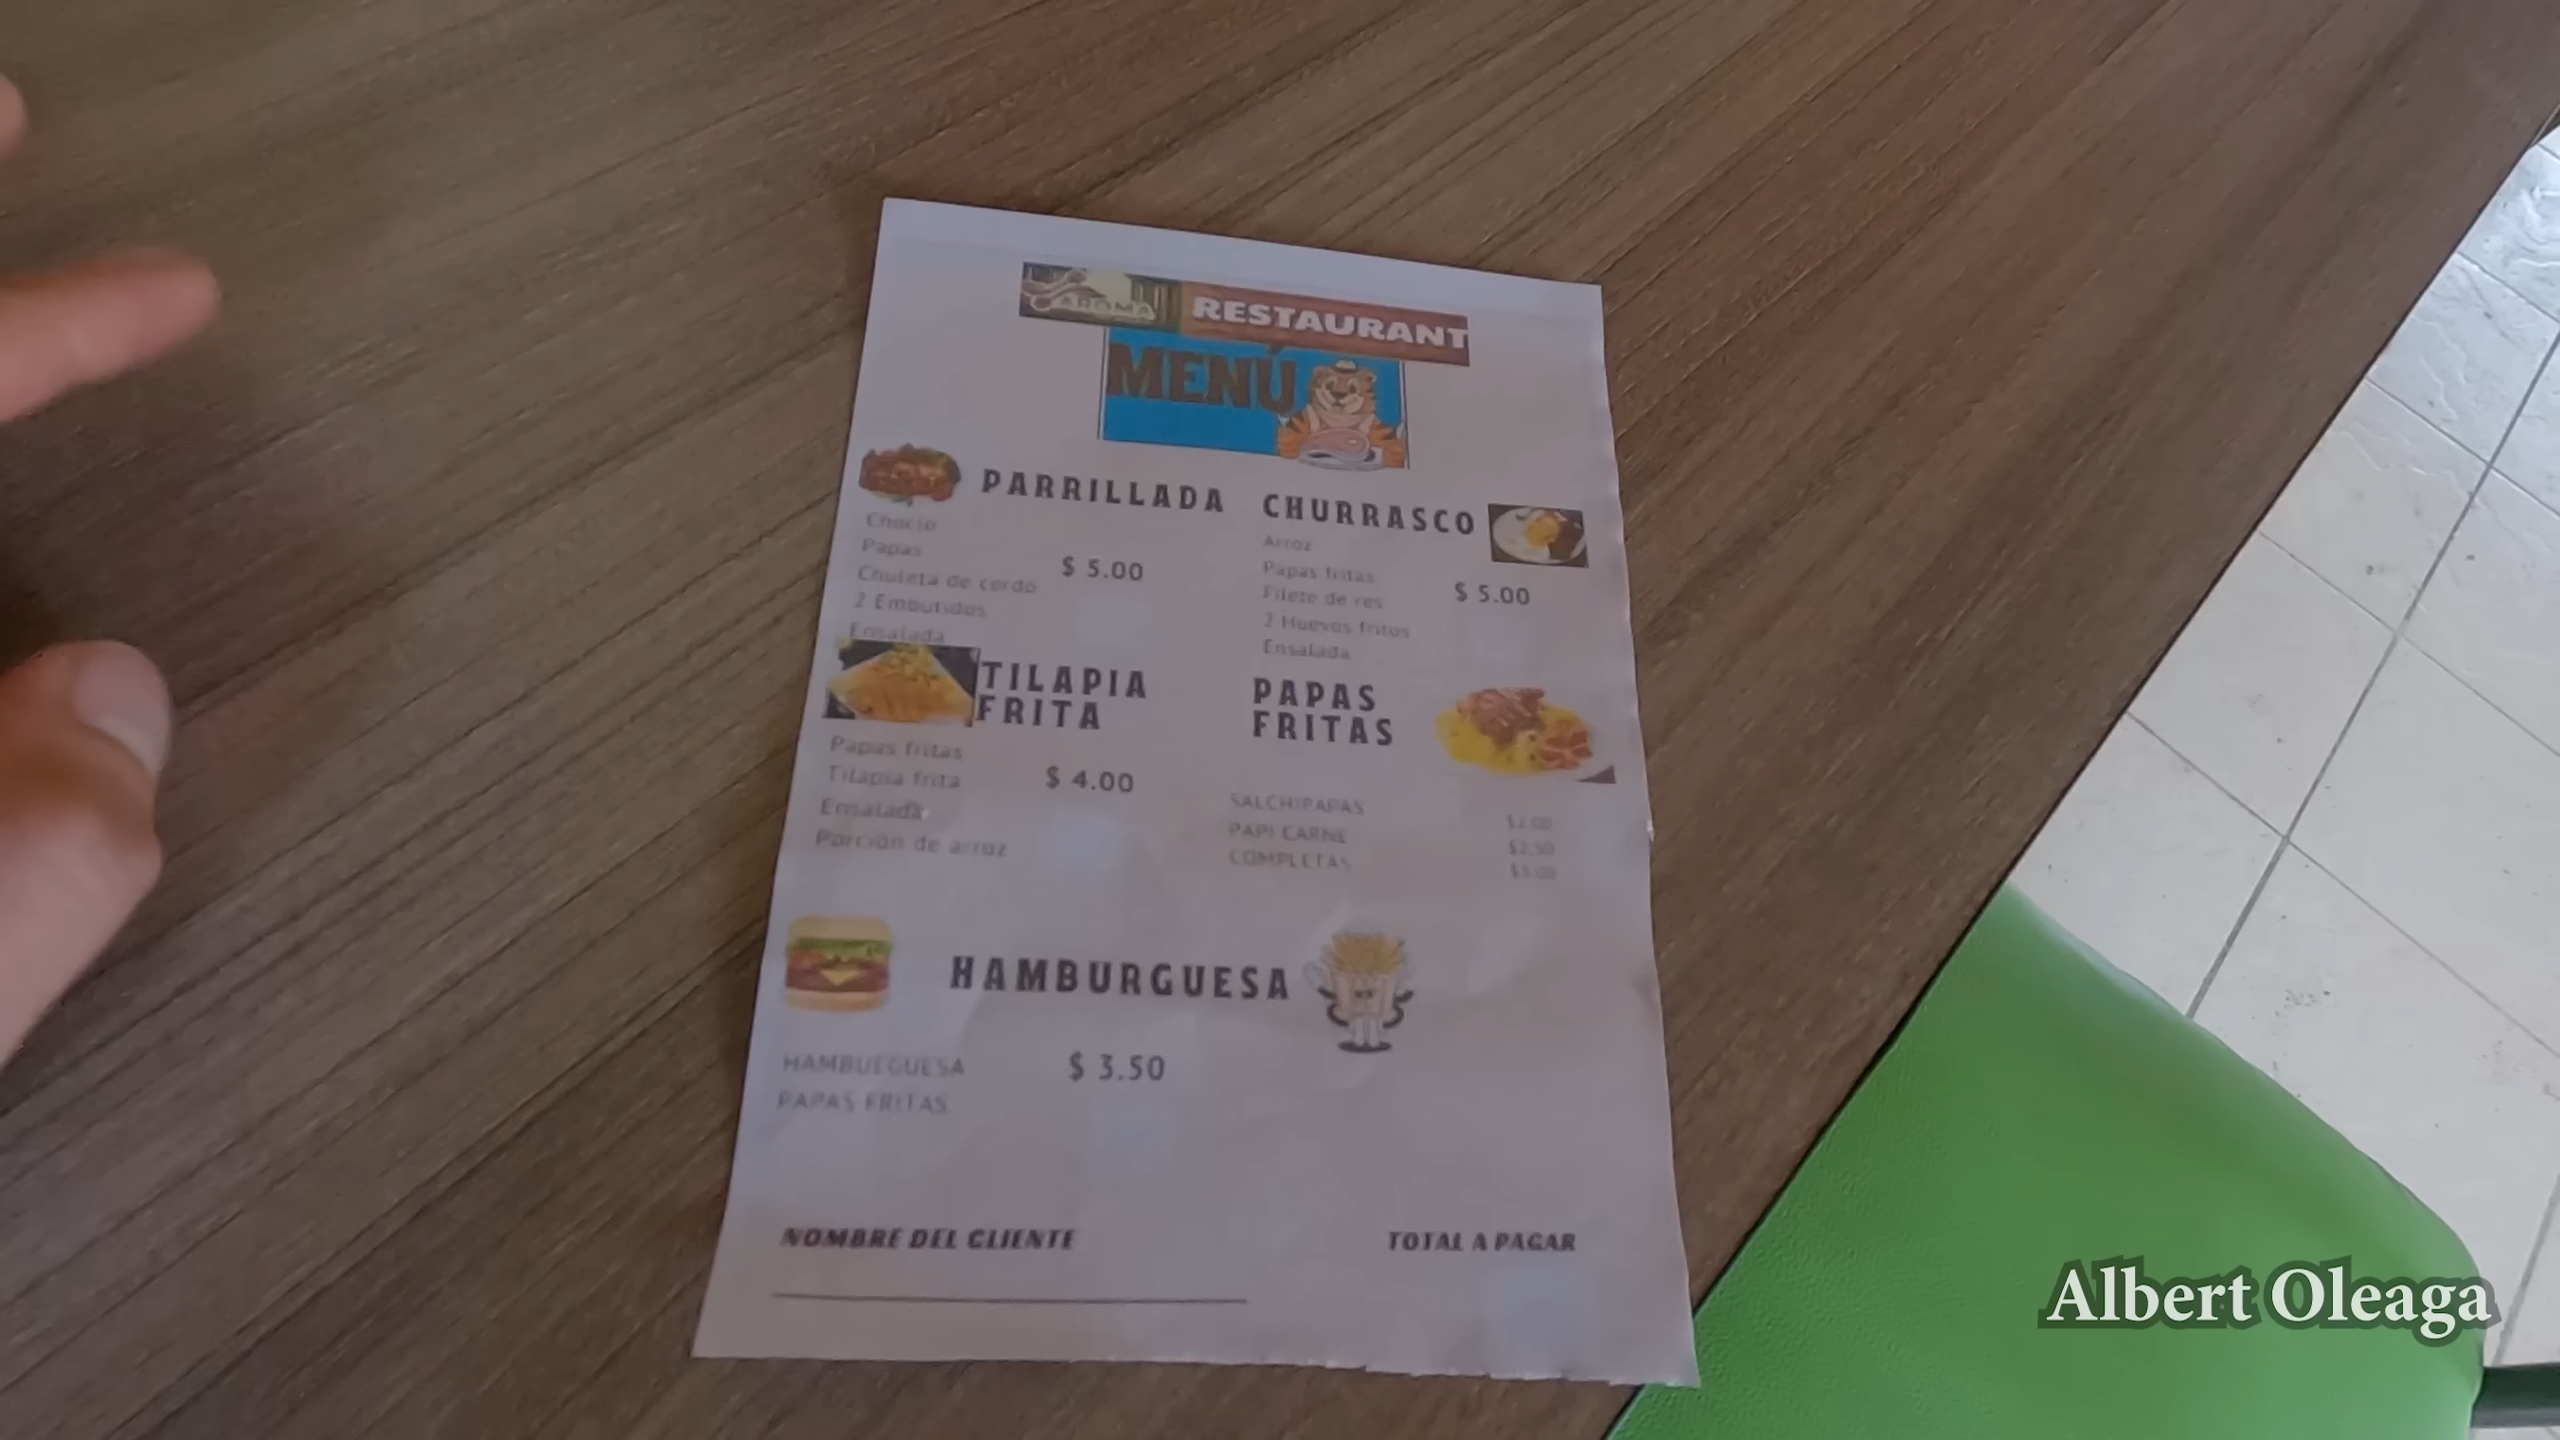 AROMA
RESTAURANT
MENÚ
PARRILLADA
Choclo
Papas
$ 5.00
Chuleta de cerdo
2 Embutidos
Ensalada
CHURRASCO
Arroz
Papas fritas
$ 5.00
Filete de res
2 Huevos fritos
Ensalada
TILAPIA
FRITA
Papas fritas
Tilapia frita
$ 4.00
Ensalada
Porción de arroz
PAPAS
FRITAS
SALCHIPAPAS
PAPI CARNE $2,50
COMPLETAS
HAMBURGUESA
HAMBUEGUESA $ 3.50
PAPAS FRITAS
NOMBRE DEL CLIENTE
TOTAL A PAGAR
Albert Oleaga